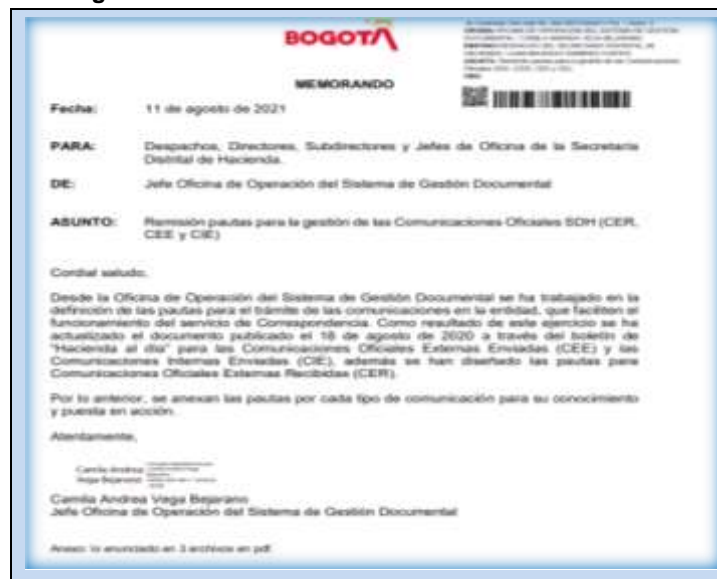 BOGOTÁ
MEMORANDO
Fecha: 11 de agosto de 2021
PARA: Despachos, Directores, Subdirectores y Jefes de Oficina de la Secretaría
Distrital de Hacienda.
DE: Jefe Oficina de Operación del Sistema de Gestión Documental
ASUNTO: Remisión pautas para la gestión de las Comunicaciones Oficiales SDH (CER,
CEE y CIE)
Cordial saludo,
Desde la Oficina de Operación del Sistema de Gestión Documental se ha trabajado en la
definición de las pautas para el trámite de las comunicaciones en la entidad, que faciliten el
funcionamiento del servicio de Correspondencia. Como resultado de este ejercicio se ha
actualizado el documento publicado el 18 de agosto de 2020 a través del boletín de
"Hacienda al día" para las Comunicaciones Oficiales Externas Enviadas (CEE) y las
Comunicaciones Internas Enviadas (CIE), además se han diseñado las pautas para
Comunicaciones Oficiales Externas Recibidas (CER).
Por lo anterior, se anexan las pautas por cada tipo de comunicación para su conocimiento
y puesta en acción.
Atentamente,
Camila Andrea
Vega Bejarano
Camila Andrea Vega Bejarano
Jefe Oficina de Operación del Sistema de Gestión Documental
Anexo: lo enunciado en 3 archivos en pdf